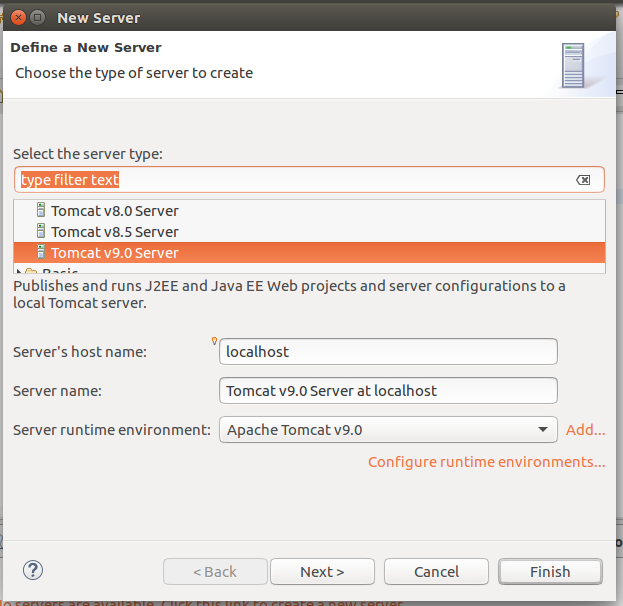 New Server
Define a New Server
Choose the type of server to create
Select the server type:
type filter text
Tomcat v8.0 Server
Tomcat v8.5 Server
Tomcat v9.0 Server
Basic
Publishes and runs J2EE and Java EE Web projects and server configurations to a
local Tomcat server.
Server's host name:
localhost
Server name:
Tomcat v9.0 Server at localhost
Server runtime environment:
Apache Tomcat v9.0
Add...
Configure runtime environments...
?
< Back
Next >
Cancel
Finish
servers are available. Click this link to create a new server